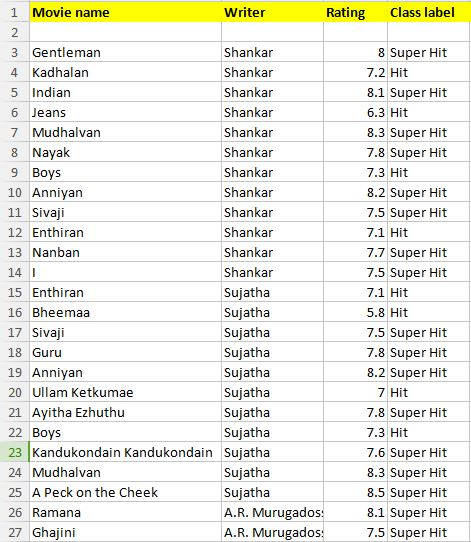 1 Movie name Writer Rating Class label
2
3 Gentleman Shankar 8 Super Hit
4 Kadhalan Shankar 7.2 Hit
5 Indian Shankar 8.1 Super Hit
6 Jeans Shankar 6.3 Hit
7 Mudhalvan Shankar 8.3 Super Hit
8 Nayak Shankar 7.8 Super Hit
9 Boys Shankar 7.3 Hit
10 Anniyan Shankar 8.2 Super Hit
11 Sivaji Shankar 7.5 Super Hit
12 Enthiran Shankar 7.1 Hit
13 Nanban Shankar 7.7 Super Hit
14 I Shankar 7.5 Super Hit
15 Enthiran Sujatha 7.1 Hit
16 Bheemaa Sujatha 5.8 Hit
17 Sivaji Sujatha 7.5 Super Hit
18 Guru Sujatha 7.8 Super Hit
19 Anniyan Sujatha 8.2 Super Hit
20 Ullam Ketkumae Sujatha 7 Hit
21 Ayitha Ezhuthu Sujatha 7.8 Super Hit
22 Boys Sujatha 7.3 Hit
23 Kandukondain Kandukondain Sujatha 7.6 Super Hit
24 Mudhalvan Sujatha 8.3 Super Hit
25 A Peck on the Cheek Sujatha 8.5 Super Hit
26 Ramana A.R. Murugadoss 8.1 Super Hit
27 Ghajini A.R. Murugadoss 7.5 Super Hit